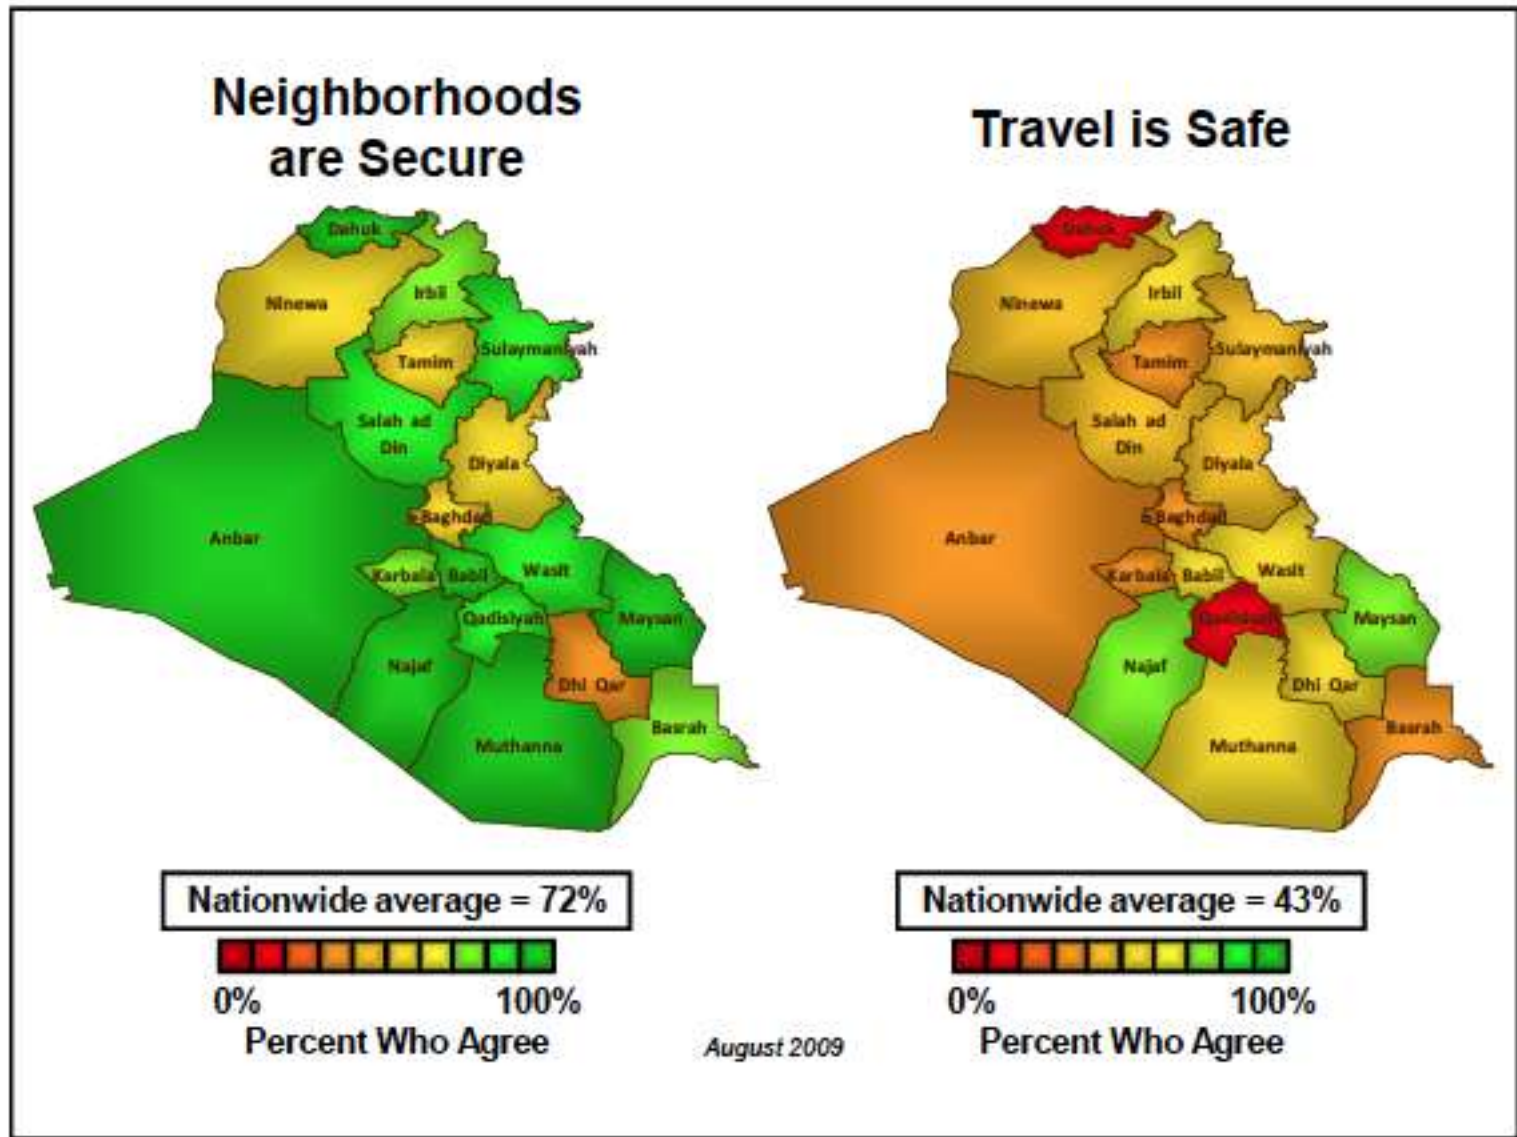 Neighborhoods
are Secure
Dahuk
Ninewa
Irbil
Tamim
Sulaymaniyah
Salah ad
Din
Diyala
Baghdad
Anbar
Karbala
Babil
Wasit
Qadisiyah
Maysan
Najaf
Dhi Qar
Basrah
Muthanna
Nationwide average = 72%
0%
100%
Percent Who Agree
Travel is Safe
Dahuk
Ninewa
Irbil
Tamim
Sulaymaniyah
Salah ad
Din
Diyala
Baghdad
Anbar
Karbala
Babil
Wasit
Qadisiyah
Maysan
Najaf
Dhi Qar
Basrah
Muthanna
Nationwide average = 43%
0%
100%
Percent Who Agree
August 2009